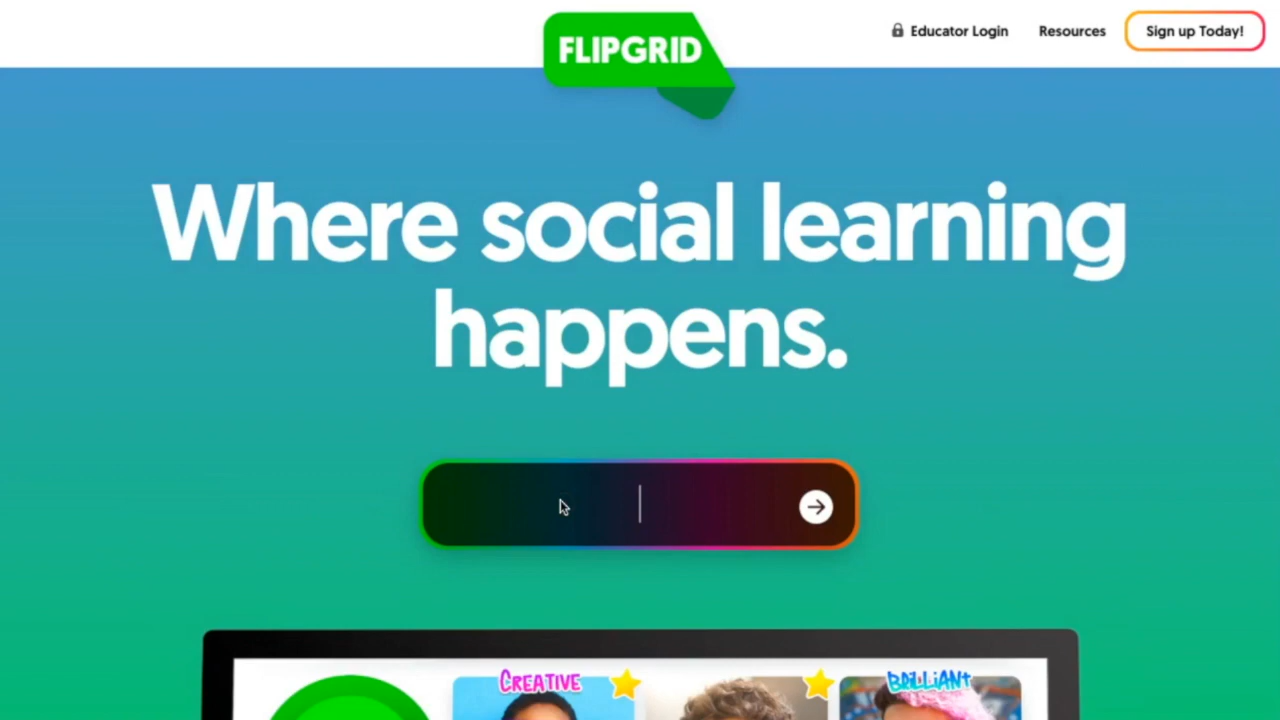 FLIPGRID
Educator Login
Resources
Sign up Today!
Where social learning
happens.
CREATIVE
BRILLIANT